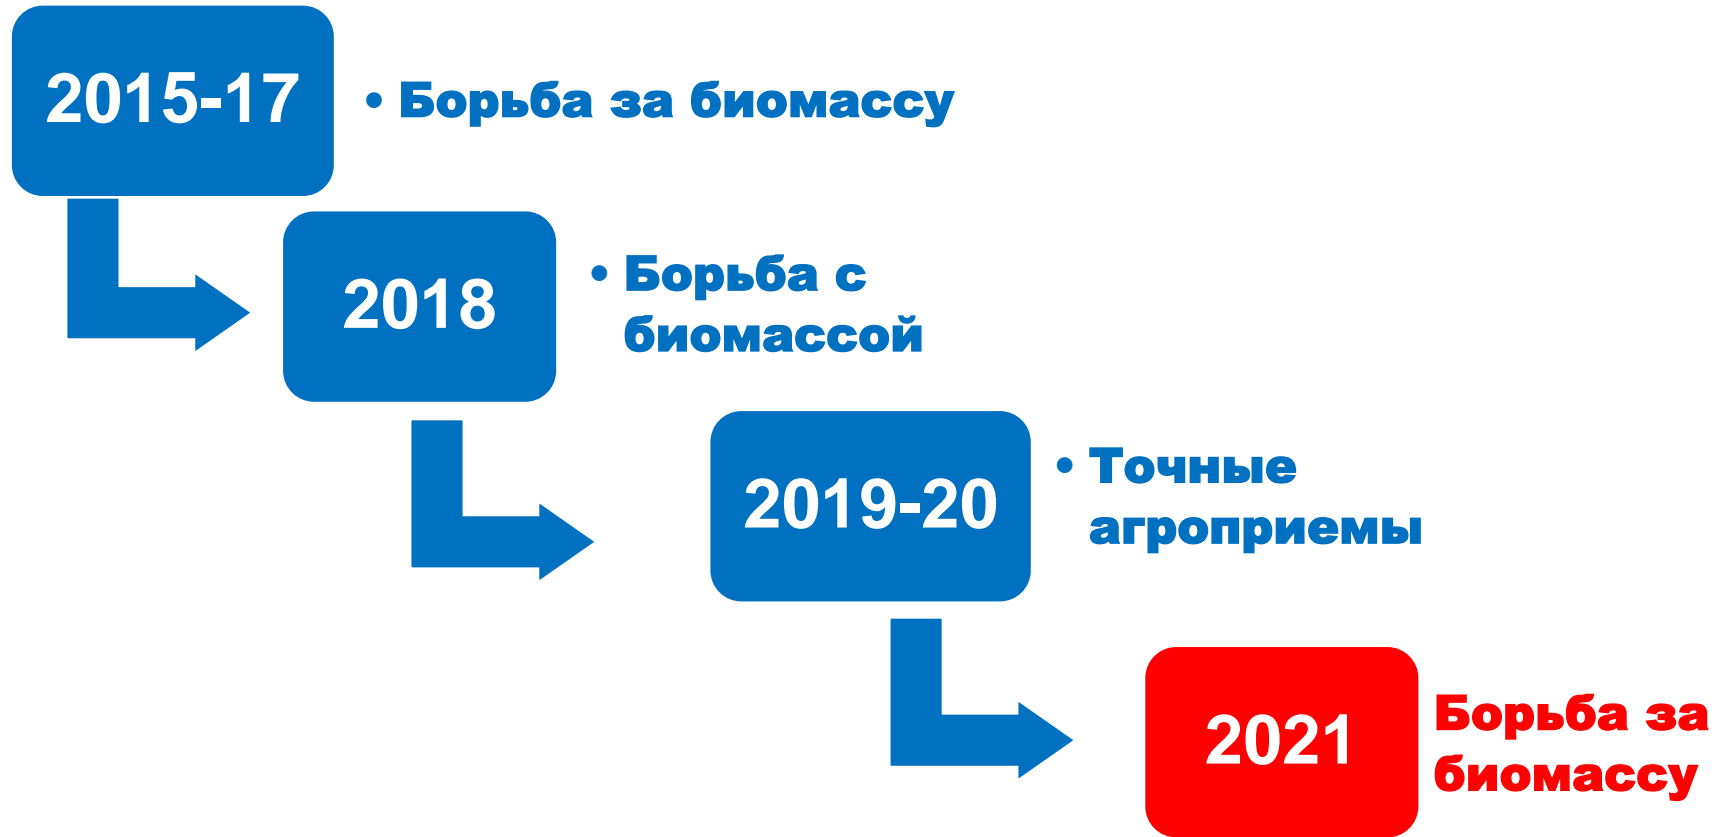 2015-17
• Борьба за биомассу
2018
• Борьба с
биомассой
2019-20
• Точные
агроприемы
2021
Борьба за
биомассу